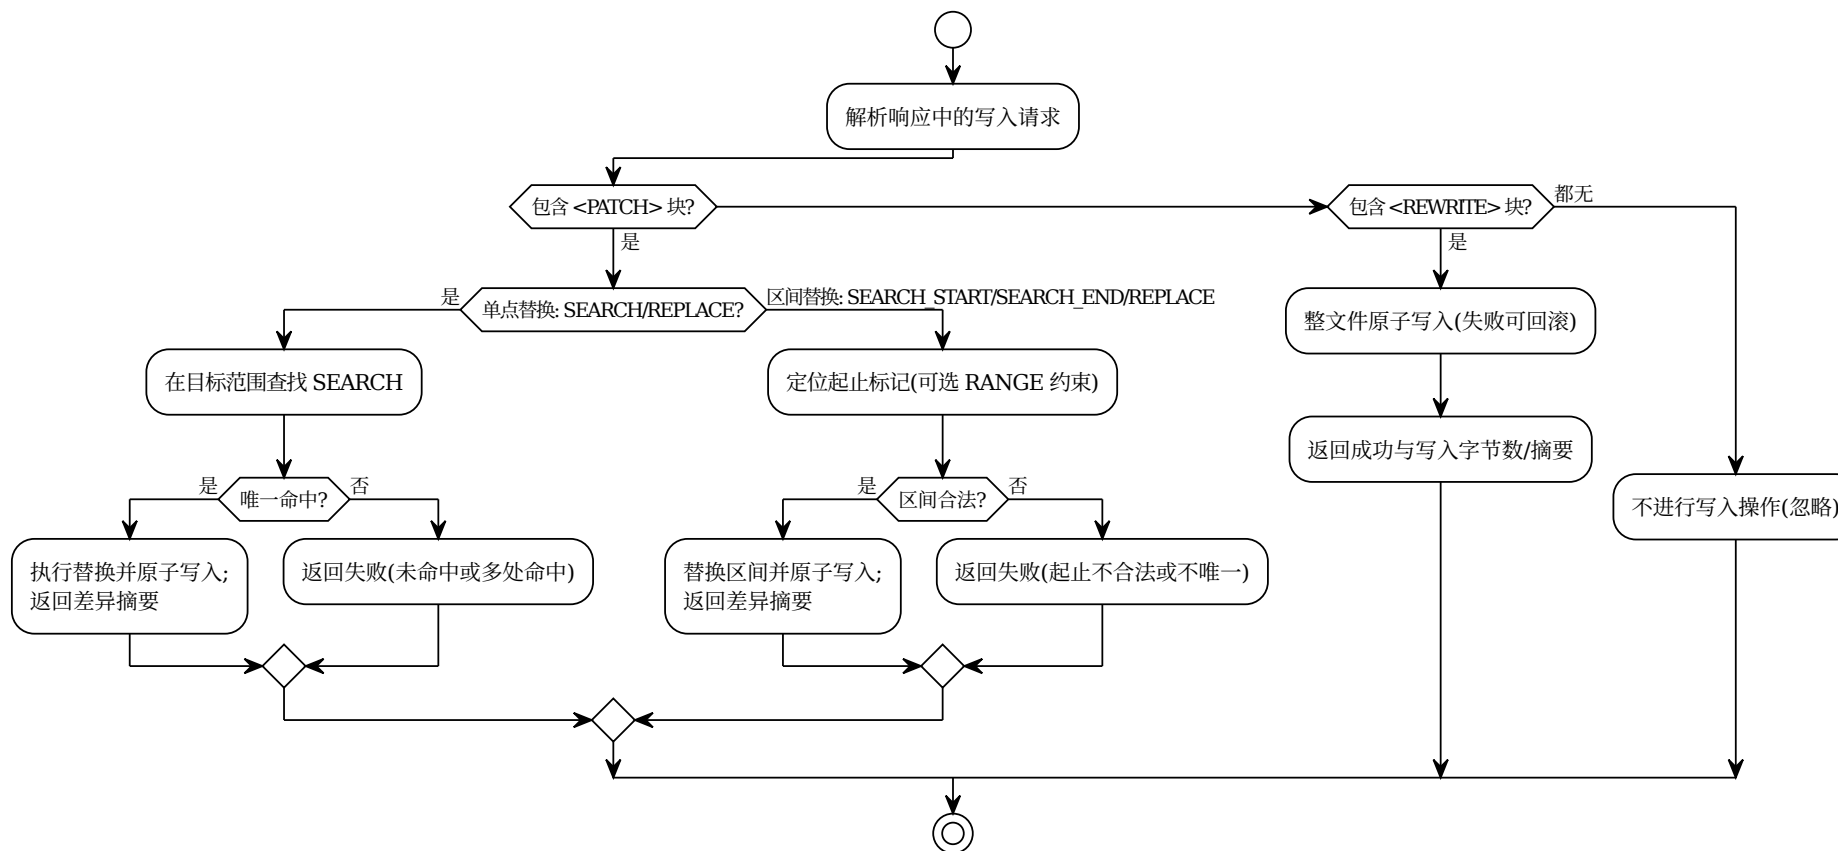 解析响应中的写入请求
包含 <PATCH> 块?
包含 <REWRITE> 块?
都无
是
是
是
单点替换: SEARCH/REPLACE?
区间替换: SEARCH_START/SEARCH_END/REPLACE
整文件原子写入(失败可回滚)
在目标范围查找 SEARCH
定位起止标记(可选 RANGE 约束)
返回成功与写入字节数/摘要
是
唯一命中?
否
是
区间合法?
否
不进行写入操作(忽略)
执行替换并原子写入;
返回差异摘要
返回失败(未命中或多处命中)
替换区间并原子写入;
返回差异摘要
返回失败(起止不合法或不唯一)